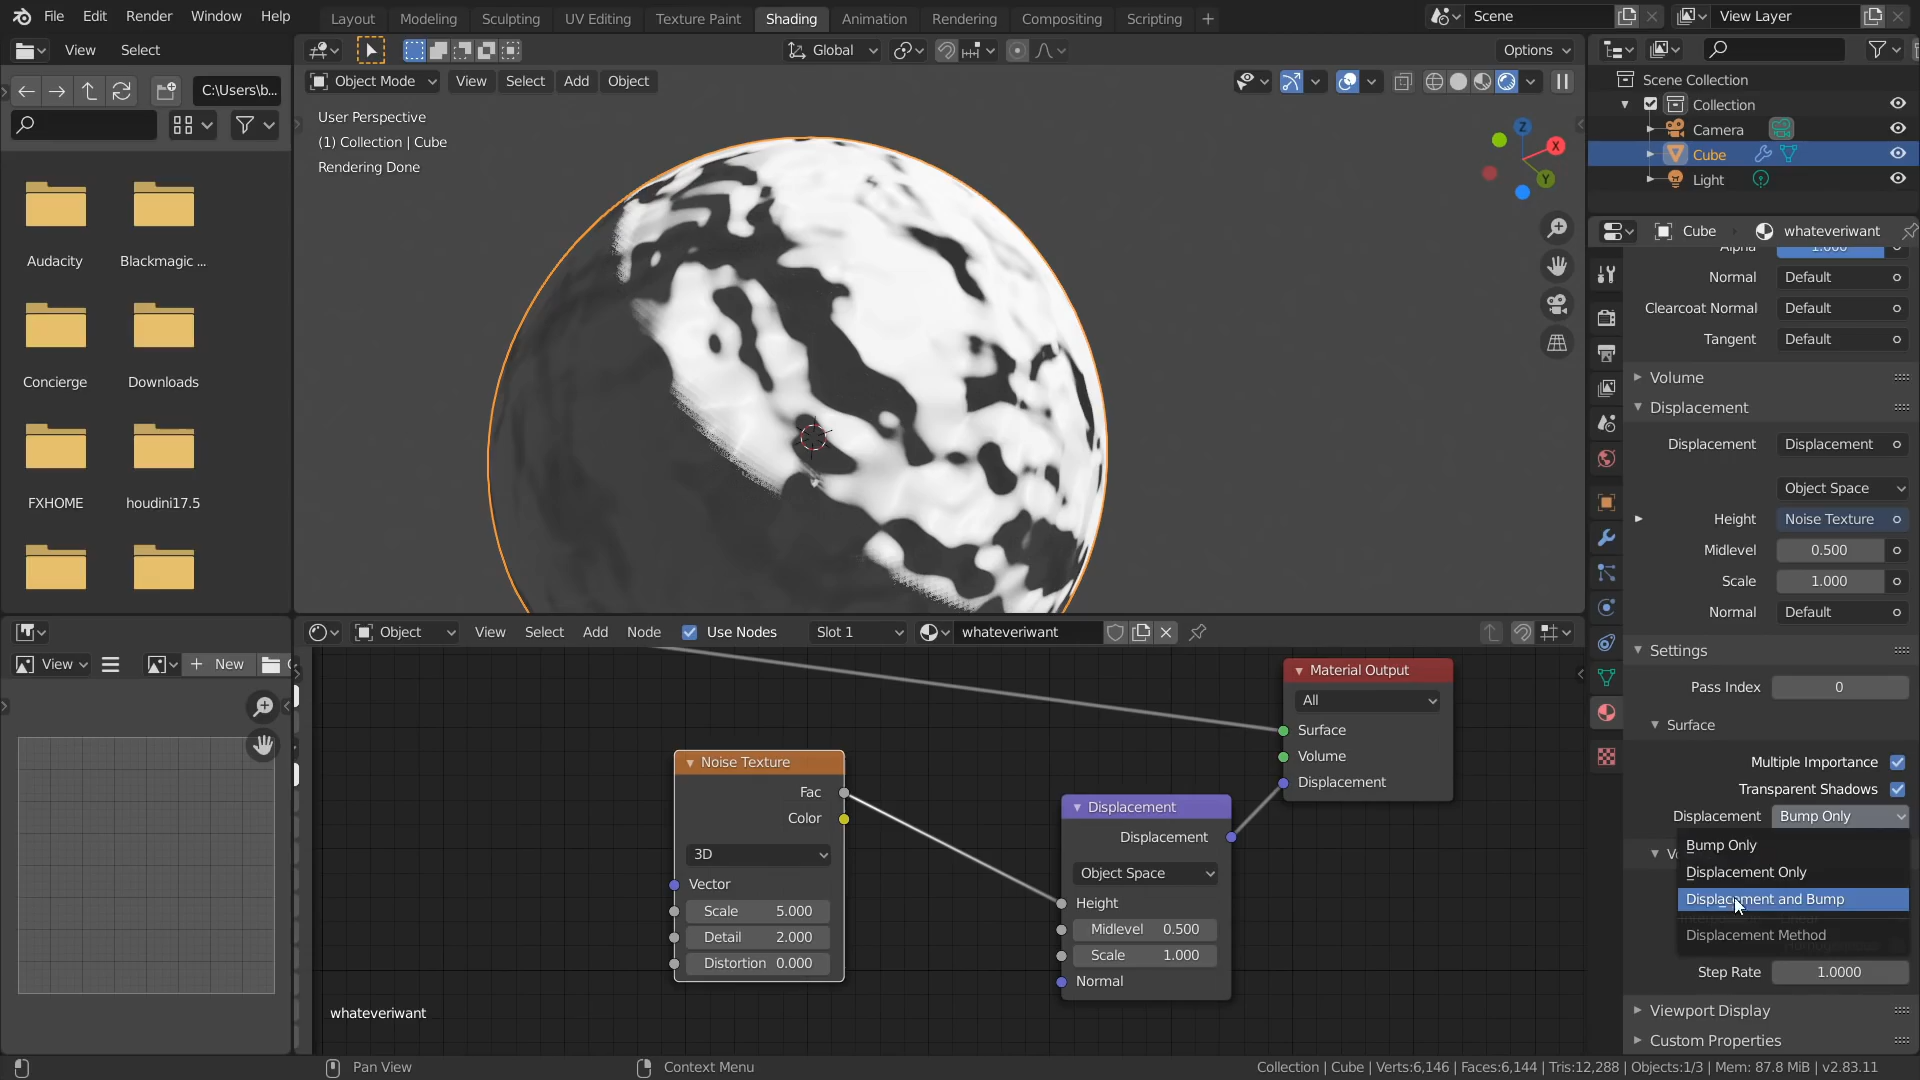 File Edit Render Window Help
Layout Modeling Sculpting UV Editing Texture Paint Shading Animation Rendering Compositing Scripting +
Scene
View Layer
View Select
Global
Options
C:\Users\b...
Object Mode View Select Add Object
User Perspective
(1) Collection | Cube
Rendering Done
Z
X
Y
Audacity
Blackmagic ...
Concierge
Downloads
FXHOME
houdini17.5
Scene Collection
Collection
Camera
Cube
Light
Cube
whateveriwant
Alpha 1.000
Normal Default
Clearcoat Normal Default
Tangent Default
Volume
Displacement
Displacement Displacement
Object Space
Height Noise Texture
Midlevel 0.500
Scale 1.000
Normal Default
Settings
Pass Index 0
Surface
Multiple Importance
Transparent Shadows
Displacement Bump Only
Bump Only
Displacement Only
Displacement and Bump
Displacement Method
Step Rate 1.0000
Viewport Display
Custom Properties
Object View Select Add Node Use Nodes Slot 1 whateveriwant
View New
Noise Texture
Fac
Color
3D
Vector
Scale 5.000
Detail 2.000
Distortion 0.000
Displacement
Displacement
Object Space
Height
Midlevel 0.500
Scale 1.000
Normal
Material Output
All
Surface
Volume
Displacement
whateveriwant
Pan View
Context Menu
Collection | Cube | Verts:6,146 | Faces:6,144 | Tris:12,288 | Objects:1/3 | Mem: 87.8 MiB | v2.83.11